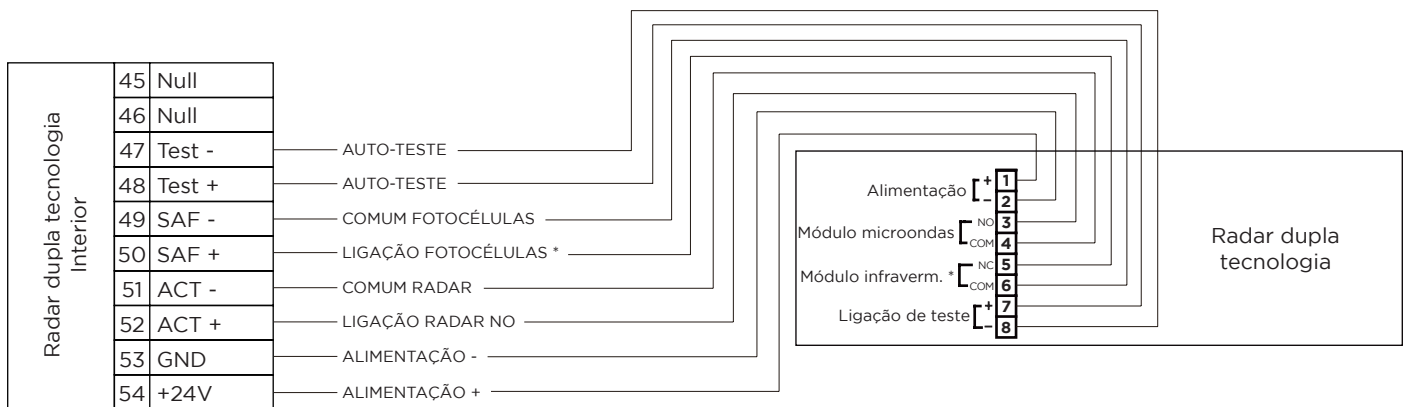 Radar dupla tecnologia
Interior
45 Null
46 Null
47 Test - AUTO-TESTE
48 Test + AUTO-TESTE
49 SAF - COMUM FOTOCÉLULAS
50 SAF + LIGAÇÃO FOTOCÉLULAS *
51 ACT - COMUM RADAR
52 ACT + LIGAÇÃO RADAR NO
53 GND ALIMENTAÇÃO -
54 +24V ALIMENTAÇÃO +
Alimentação + 1
- 2
Módulo microondas NO 3
COM 4
Módulo infraverm. * NC 5
COM 6
Ligação de teste + 7
- 8
Radar dupla
tecnologia